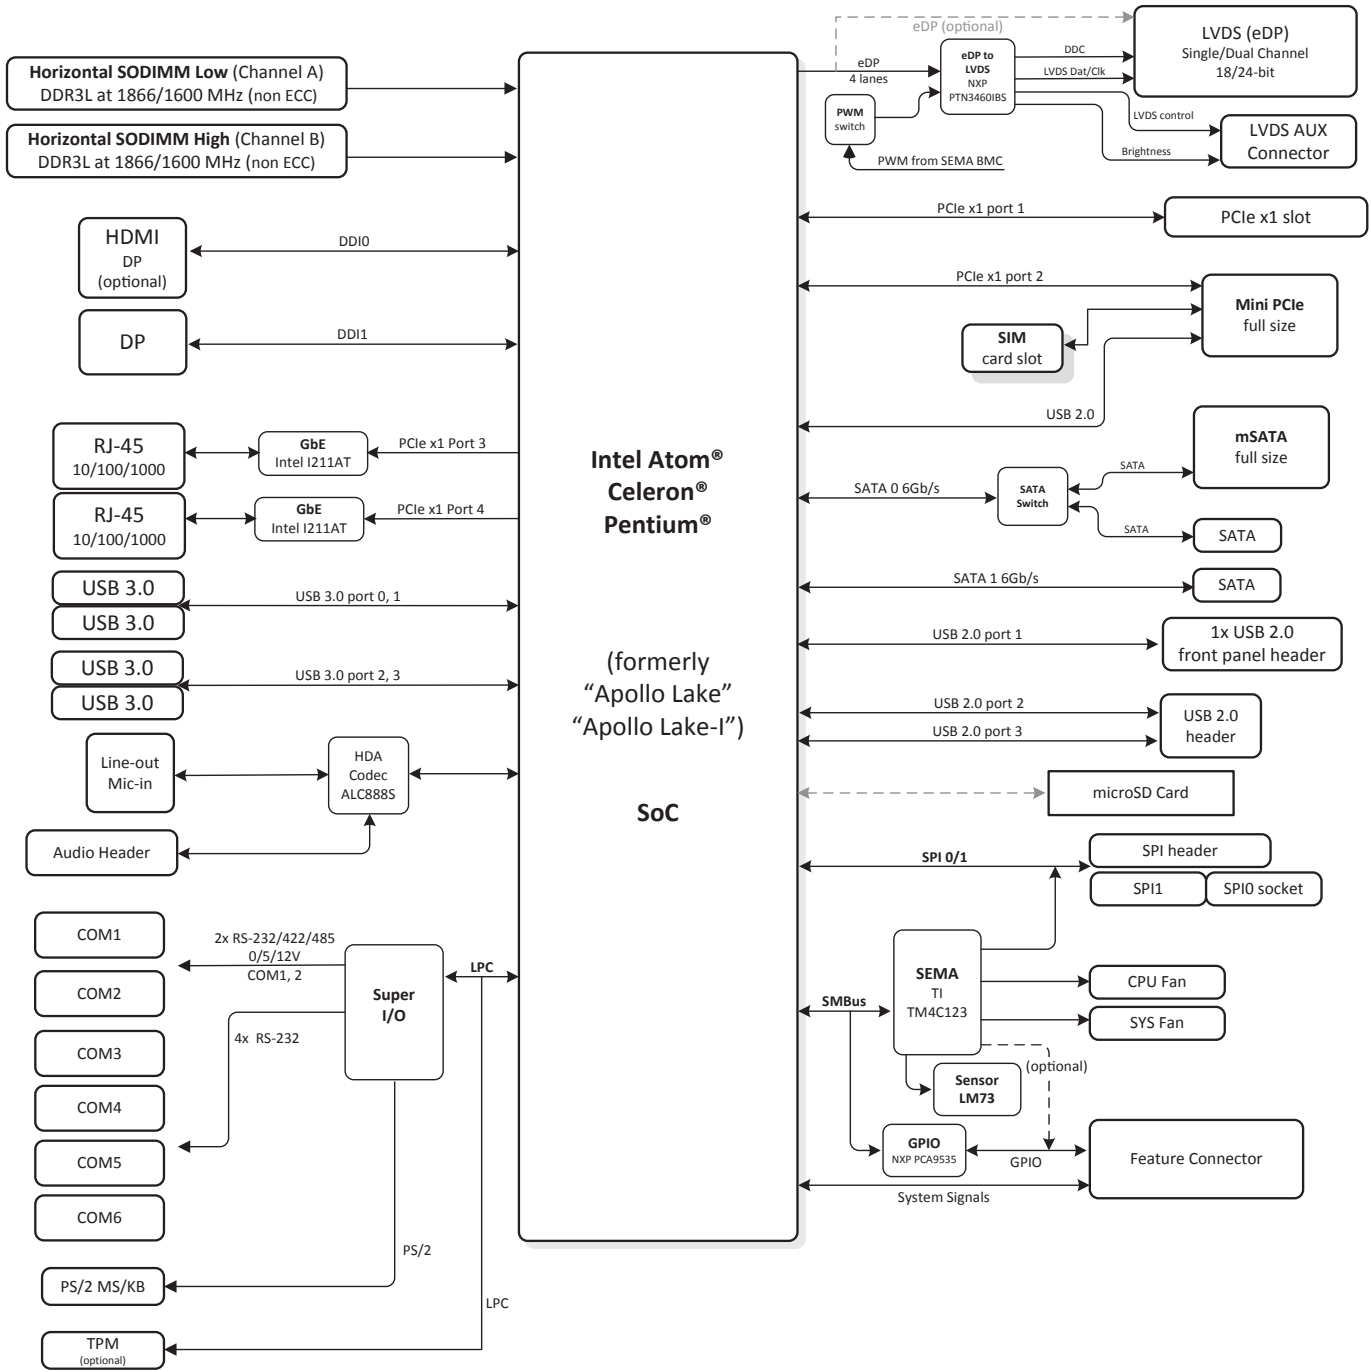 Horizontal SODIMM Low (Channel A)
DDR3L at 1866/1600 MHz (non ECC)
Horizontal SODIMM High (Channel B)
DDR3L at 1866/1600 MHz (non ECC)
HDMI
DP
(optional)
DDI0
DP
DDI1
RJ-45
10/100/1000
GbE
Intel I211AT
PCIe x1 Port 3
RJ-45
10/100/1000
GbE
Intel I211AT
PCIe x1 Port 4
USB 3.0
USB 3.0
USB 3.0 port 0, 1
USB 3.0
USB 3.0
USB 3.0 port 2, 3
Line-out
Mic-in
HDA
Codec
ALC888S
Audio Header
COM1
COM2
COM3
COM4
COM5
COM6
2x RS-232/422/485
0/5/12V
COM1, 2
4x RS-232
Super
I/O
LPC
PS/2
PS/2 MS/KB
LPC
TPM
(optional)
Intel Atom®
Celeron®
Pentium®
(formerly
“Apollo Lake”
“Apollo Lake-I”)
SoC
eDP (optional)
eDP
4 lanes
eDP to
LVDS
NXP
PTN3460IBS
PWM
switch
PWM from SEMA BMC
DDC
LVDS Dat/Clk
LVDS control
Brightness
LVDS (eDP)
Single/Dual Channel
18/24-bit
LVDS AUX
Connector
PCIe x1 port 1
PCIe x1 slot
PCIe x1 port 2
Mini PCIe
full size
SIM
card slot
USB 2.0
mSATA
full size
SATA 0 6Gb/s
SATA
Switch
SATA
SATA
SATA
SATA 1 6Gb/s
SATA
USB 2.0 port 1
1x USB 2.0
front panel header
USB 2.0 port 2
USB 2.0 port 3
USB 2.0
header
microSD Card
SPI 0/1
SPI header
SPI1
SPI0 socket
SEMA
TI
TM4C123
SMBus
CPU Fan
SYS Fan
(optional)
Sensor
LM73
GPIO
NXP PCA9535
GPIO
Feature Connector
System Signals